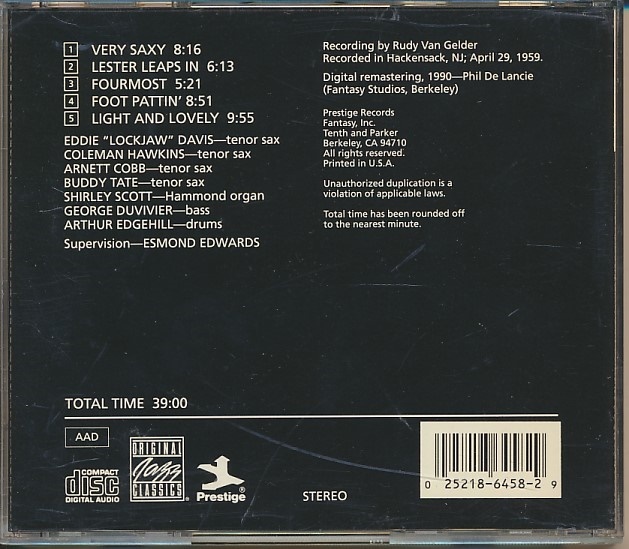 1 VERY SAXY 8:16
2 LESTER LEAPS IN 6:13
3 FOURMOST 5:21
4 FOOT PATTIN' 8:51
5 LIGHT AND LOVELY 9:55
EDDIE "LOCKJAW" DAVIS—tenor sax
COLEMAN HAWKINS—tenor sax
ARNETT COBB—tenor sax
BUDDY TATE—tenor sax
SHIRLEY SCOTT—Hammond organ
GEORGE DUVIVIER—bass
ARTHUR EDGEHILL—drums
Supervision—ESMOND EDWARDS
Recording by Rudy Van Gelder
Recorded in Hackensack, NJ; April 29, 1959.
Digital remastering, 1990—Phil De Lancie
(Fantasy Studios, Berkeley)
Prestige Records
Fantasy, Inc.
Tenth and Parker
Berkeley, CA 94710
All rights reserved.
Printed in U.S.A.
Unauthorized duplication is a
violation of applicable laws.
Total time has been rounded off
to the nearest minute.
TOTAL TIME 39:00
AAD
COMPACT
disc
DIGITAL AUDIO
ORIGINAL
Jazz
CLASSICS®
Prestige®
STEREO
0 25218-6458-2 9